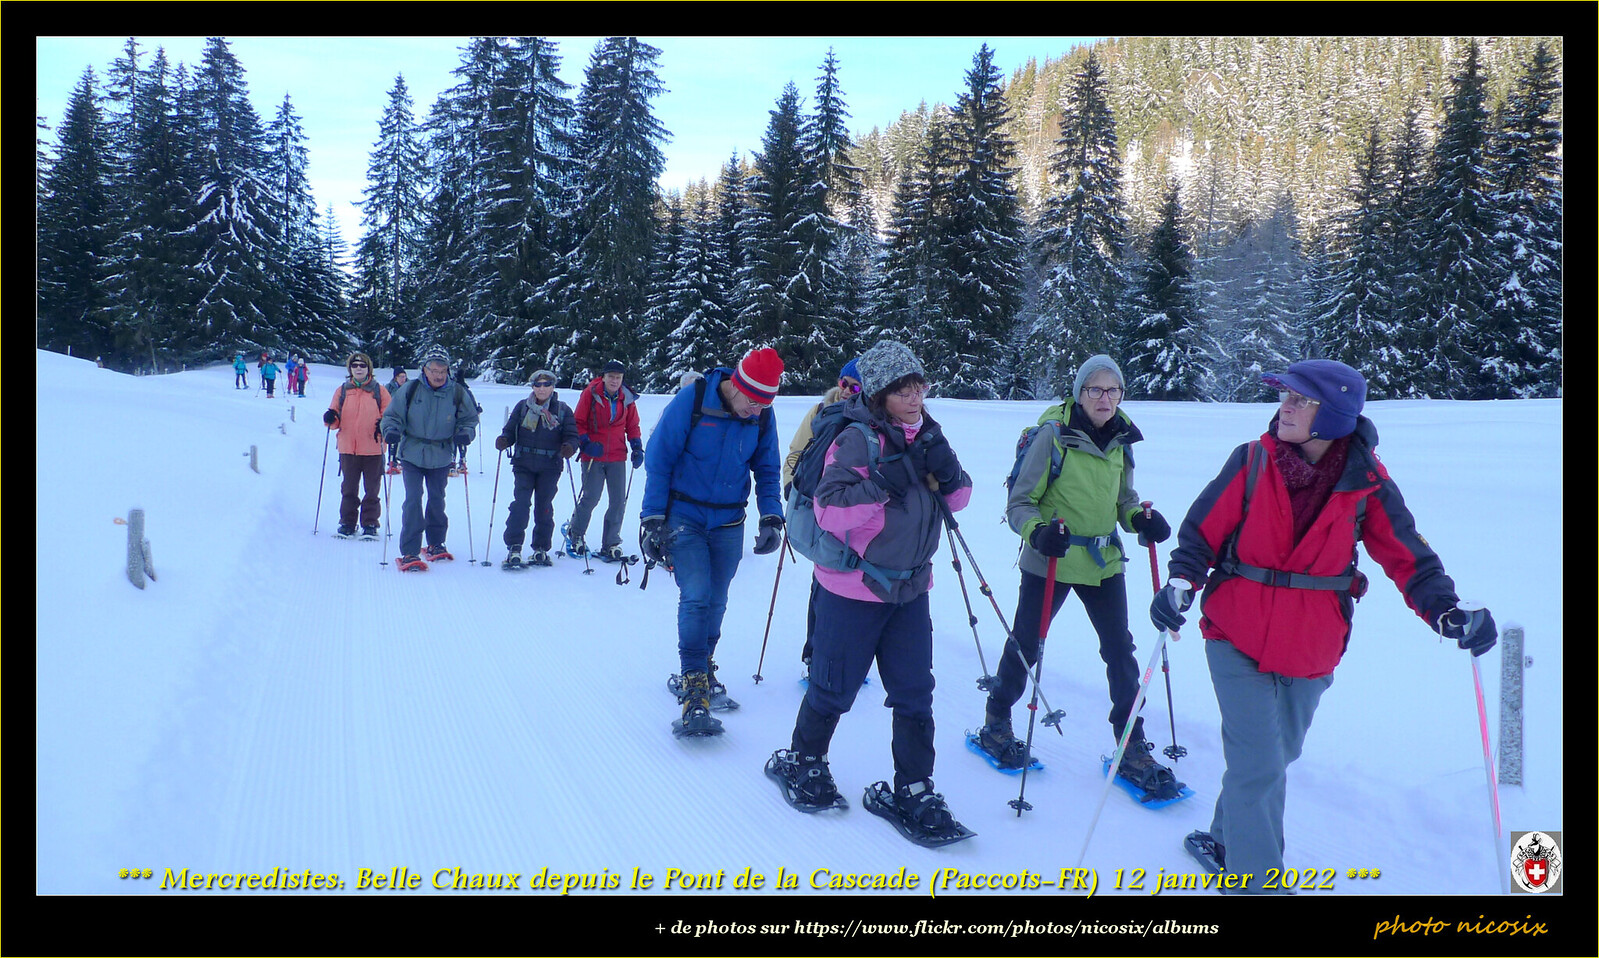 *** Mercredistes: Belle Chaux depuis le Pont de la Cascade (Paccots-FR) 12 janvier 2022 ***
+ de photos sur https://www.flickr.com/photos/nicosix/albums
photo nicosix